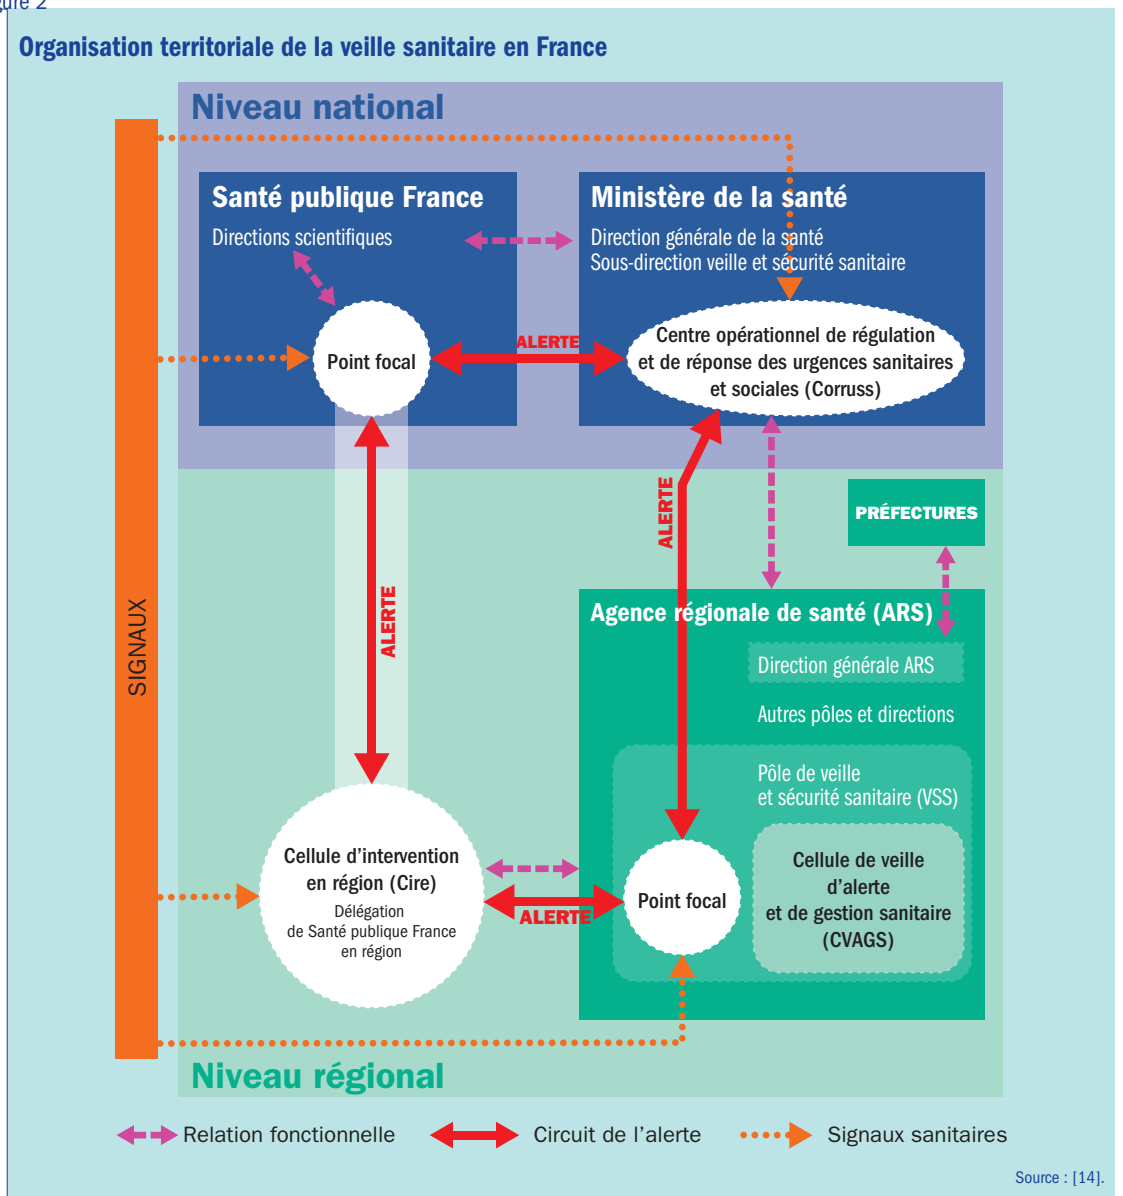 gure 2
Organisation territoriale de la veille sanitaire en France
Niveau national
Santé publique France
Directions scientifiques
Ministère de la santé
Direction générale de la santé
Sous-direction veille et sécurité sanitaire
Point focal
ALERTE
Centre opérationnel de régulation
et de réponse des urgences sanitaires
et sociales (Corruss)
SIGNAUX
ALERTE
ALERTE
PRÉFECTURES
Agence régionale de santé (ARS)
Direction générale ARS
Autres pôles et directions
Pôle de veille
et sécurité sanitaire (VSS)
Cellule d'intervention
en région (Cire)
Délégation
de Santé publique France
en région
ALERTE
Point focal
Cellule de veille
d'alerte
et de gestion sanitaire
(CVAGS)
Niveau régional
Relation fonctionnelle
Circuit de l'alerte
Signaux sanitaires
Source : [14].